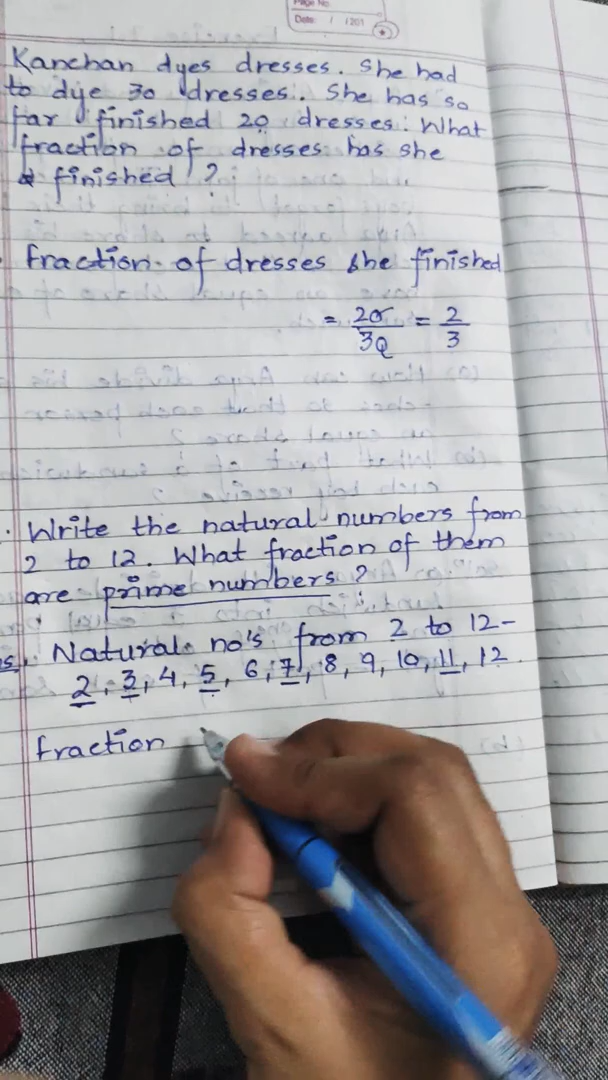 Page No
Date / /201
Kanchan dyes dresses. She had
to dye 30 dresses. She has so
far finished 20 dresses. What
fraction of dresses has she
finished ?
fraction of dresses she finished
= 20/30 = 2/3
Write the natural numbers from
2 to 12. What fraction of them
are prime numbers ?
s. Natural no's from 2 to 12-
2, 3, 4, 5, 6, 7, 8, 9, 10, 11, 12.
fraction